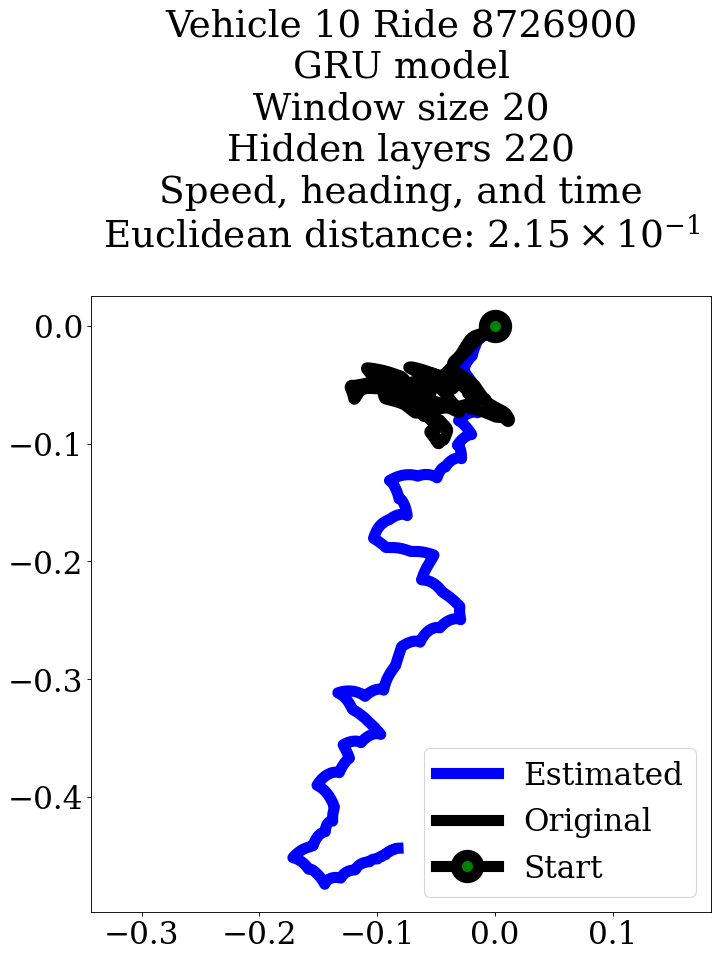 Vehicle 10 Ride 8726900
GRU model
Window size 20
Hidden layers 220
Speed, heading, and time
Euclidean distance: 2.15 × 10⁻¹
0.0
−0.1
−0.2
−0.3
−0.4
Estimated
Original
Start
−0.3 −0.2 −0.1 0.0 0.1